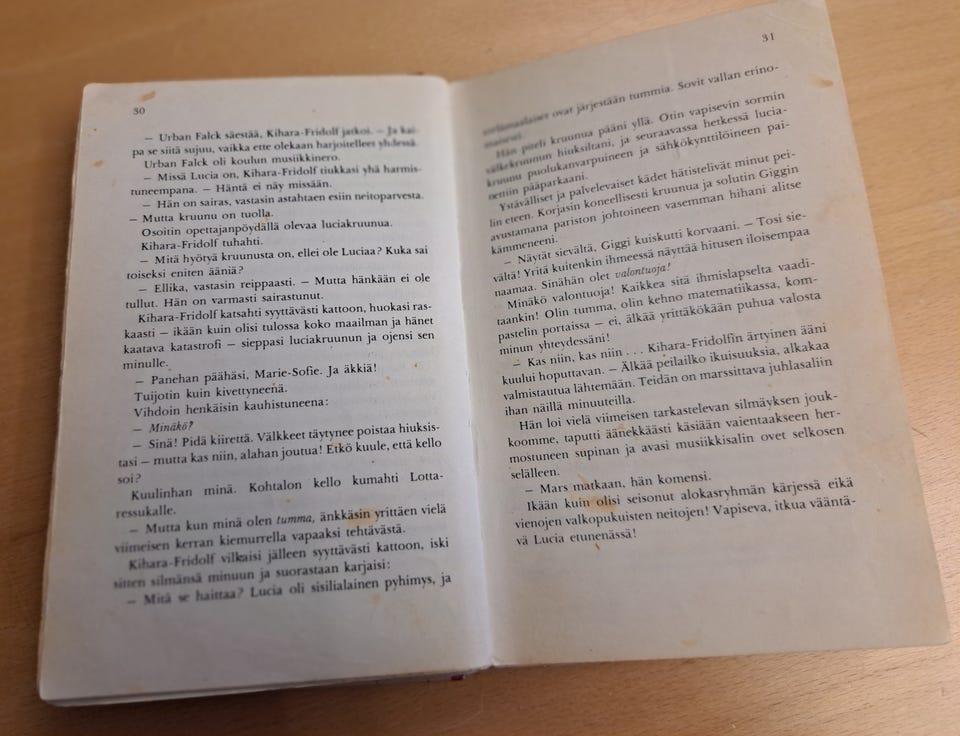 30
— Urban Falck säestää, Kihara-Fridolf jatkoi. — Ja kai-
pa se siitä sujuu, vaikka ette olekaan harjoitelleet yhdessä.
Urban Falck oli koulun musiikkinero.
— Missä Lucia on, Kihara-Fridolf tiukkasi yhä harmis-
tuneempana. — Häntä ei näy missään.
— Hän on sairas, vastasin astahtaen esiin neitoparvesta.
— Mutta kruunu on tuolla.
Osoitin opettajanpöydällä olevaa luciakruunua.
Kihara-Fridolf tuhahti.
— Mitä hyötyä kruunusta on, ellei ole Luciaa? Kuka sai
toiseksi eniten ääniä?
— Ellika, vastasin reippaasti. — Mutta hänkään ei ole
tullut. Hän on varmasti sairastunut.
Kihara-Fridolf katsahti syyttävästi kattoon, huokasi ras-
kaasti — ikään kuin olisi tulossa koko maailman ja hänet
kaatava katastrofi — sieppasi luciakruunun ja ojensi sen
minulle.
— Panehan päähäsi, Marie-Sofie. Ja äkkiä!
Tuijotin kuin kivettyneenä.
Vihdoin henkäisin kauhistuneena:
— Minäkö?
— Sinä! Pidä kiirettä. Välkkeet täytynee poistaa hiuksis-
tasi — mutta kas niin, alahan joutua! Etkö kuule, että kello
soi?
Kuulinhan minä. Kohtalon kello kumahti Lotta-
ressukalle.
— Mutta kun minä olen tumma, änkkäsin yrittäen vielä
viimeisen kerran kiemurrella vapaaksi tehtävästä.
Kihara-Fridolf vilkaisi jälleen syyttävästi kattoon, iski
sitten silmänsä minuun ja suorastaan karjaisi:
— Mitä se haittaa? Lucia oli sisilialainen pyhimys, ja
31
ovat järjestään tummia. Sovit vallan erino-
maisesti.
Hän piteli kruunua pääni yllä. Otin vapisevin sormin
välkekruunun hiuksiltani, ja seuraavassa hetkessä lucia-
kruunu puolukanvarpuineen ja sähkökynttilöineen pai-
nettiin pääparkaani.
Ystävälliset ja palvelevaiset kädet hätistelivät minut pei-
lin eteen. Korjasin koneellisesti kruunua ja solutin Giggin
avustamana pariston johtoineen vasemman hihani alitse
kämmeneeni.
— Näytät sievältä, Giggi kuiskutti korvaani. — Tosi sie-
vältä! Yritä kuitenkin ihmeessä näyttää hitusen iloisempaa
naamaa. Sinähän olet valontuoja!
Minäkö valontuoja! Kaikkea sitä ihmislapselta vaadi-
taankin! Olin tumma, olin kehno matematiikassa, kom-
pastelin portaissa — ei, älkää yrittäkökään puhua valosta
minun yhteydessäni!
— Kas niin, kas niin . . . Kihara-Fridolfin ärtyinen ääni
kuului hoputtavan. — Älkää peilailko ikuisuuksia, alkakaa
valmistautua lähtemään. Teidän on marssittava juhlasaliin
ihan näillä minuuteilla.
Hän loi vielä viimeisen tarkastelevan silmäyksen jouk-
koomme, taputti äänekkäästi käsiään vaientaakseen her-
mostuneen supinan ja avasi musiikkisalin ovet selkosen
selälleen.
— Mars matkaan, hän komensi.
Ikään kuin olisi seisonut alokasryhmän kärjessä eikä
vienojen valkopukuisten neitojen! Vapiseva, itkua vääntä-
vä Lucia etunenässä!